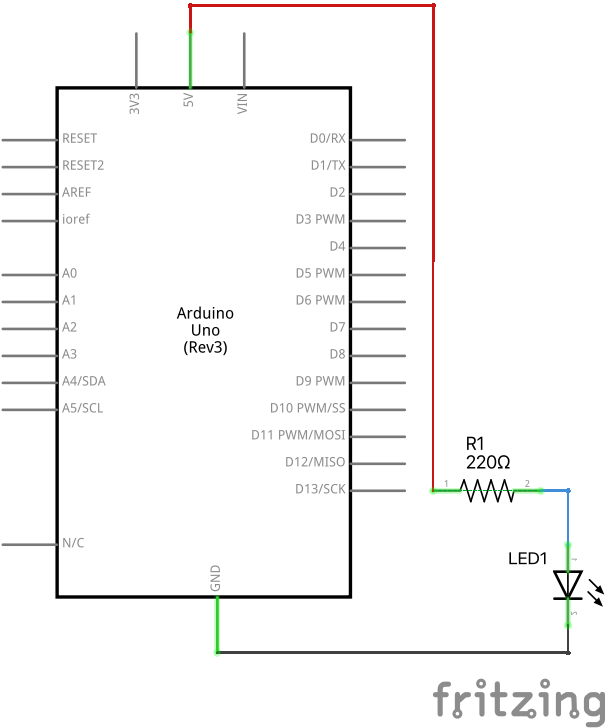 3V3
5V
VIN
RESET
RESET2
AREF
ioref
A0
A1
A2
A3
A4/SDA
A5/SCL
N/C
Arduino
Uno
(Rev3)
D0/RX
D1/TX
D2
D3 PWM
D4
D5 PWM
D6 PWM
D7
D8
D9 PWM
D10 PWM/SS
D11 PWM/MOSI
D12/MISO
D13/SCK
GND
R1
220Ω
1
2
LED1
fritzing